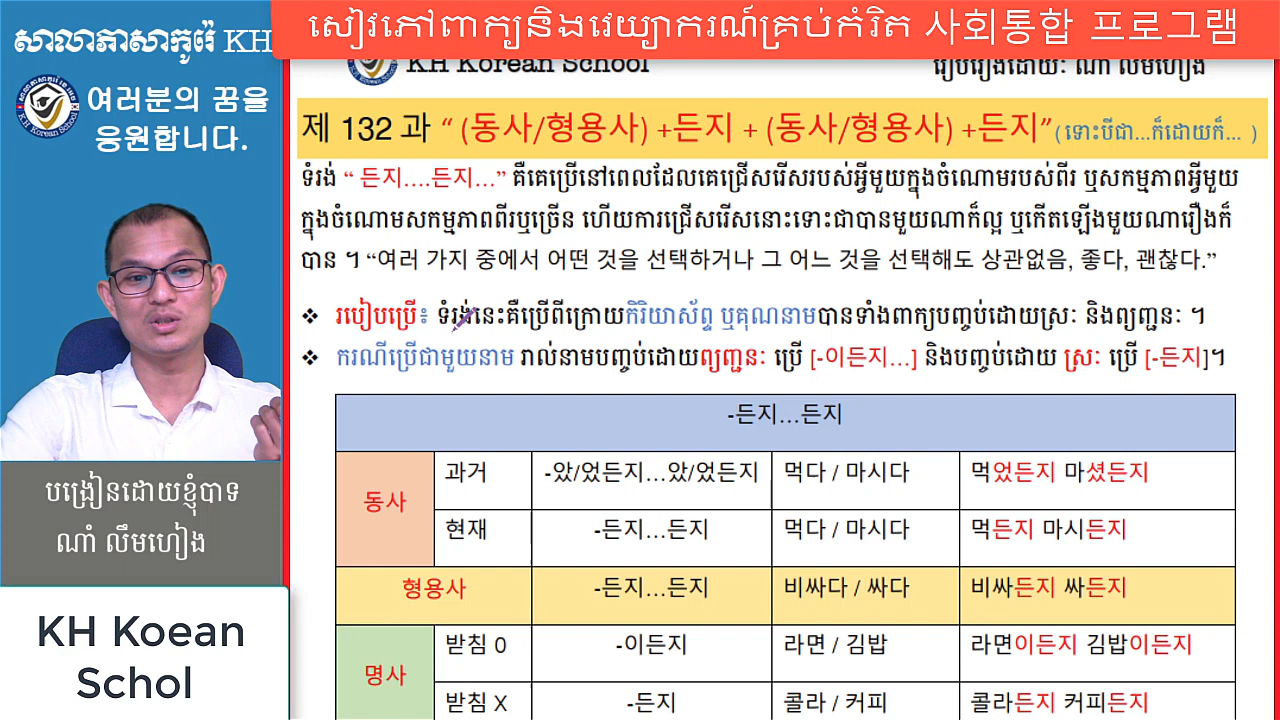 សាលាភាសាកូរ៉េ KH
សៀវភៅពាក្យនិងវេយ្យាករណ៍គ្រប់កំរិត 사회통합 프로그램
KH Korean School
រៀបរៀងដោយ: ណាំ លឹមហៀង
여러분의 꿈을
응원합니다.
제 132 과 “ (동사/형용사) +든지 + (동사/형용사) +든지” (ទោះបីជា...ក៏ដោយក៏... )
ទំរង់ “ 든지....든지...” គឺគេប្រើនៅពេលដែលគេជ្រើសរើសរបស់អ្វីមួយក្នុងចំណោមរបស់ពីរ ឬសកម្មភាពអ្វីមួយ
ក្នុងចំណោមសកម្មភាពពីរឬច្រើន ហើយការជ្រើសរើសនោះទោះជាបានមួយណាក៏ល្អ ឬកើតឡើងមួយណារឿងក៏
បាន ។ “여러 가지 중에서 어떤 것을 선택하거나 그 어느 것을 선택해도 상관없음, 좋다, 괜찮다.”
❖ របៀបប្រើ៖ ទំរង់នេះគឺប្រើពីក្រោយកិរិយាស័ព្ទ ឬគុណនាមបានទាំងពាក្យបញ្ចប់ដោយស្រៈ និងព្យញ្ជនៈ ។
❖ ករណីប្រើជាមួយនាម រាល់នាមបញ្ចប់ដោយព្យញ្ជនៈ ប្រើ [-이든지...] និងបញ្ចប់ដោយ ស្រៈ ប្រើ [-든지]។
-든지...든지
동사
과거 -았/었든지...았/었든지 먹다 / 마시다 먹었든지 마셨든지
현재 -든지...든지 먹다 / 마시다 먹든지 마시든지
형용사 -든지...든지 비싸다 / 싸다 비싸든지 싸든지
명사
받침 0 -이든지 라면 / 김밥 라면이든지 김밥이든지
받침 X -든지 콜라 / 커피 콜라든지 커피든지
បង្រៀនដោយខ្ញុំបាទ
ណាំ លឹមហៀង
KH Koean
Schol